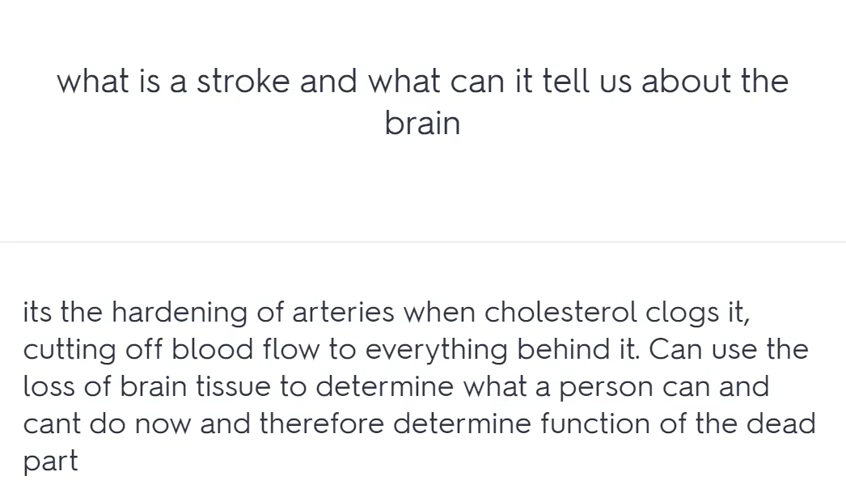 what is a stroke and what can it tell us about the
brain
its the hardening of arteries when cholesterol clogs it,
cutting off blood flow to everything behind it. Can use the
loss of brain tissue to determine what a person can and
cant do now and therefore determine function of the dead
part